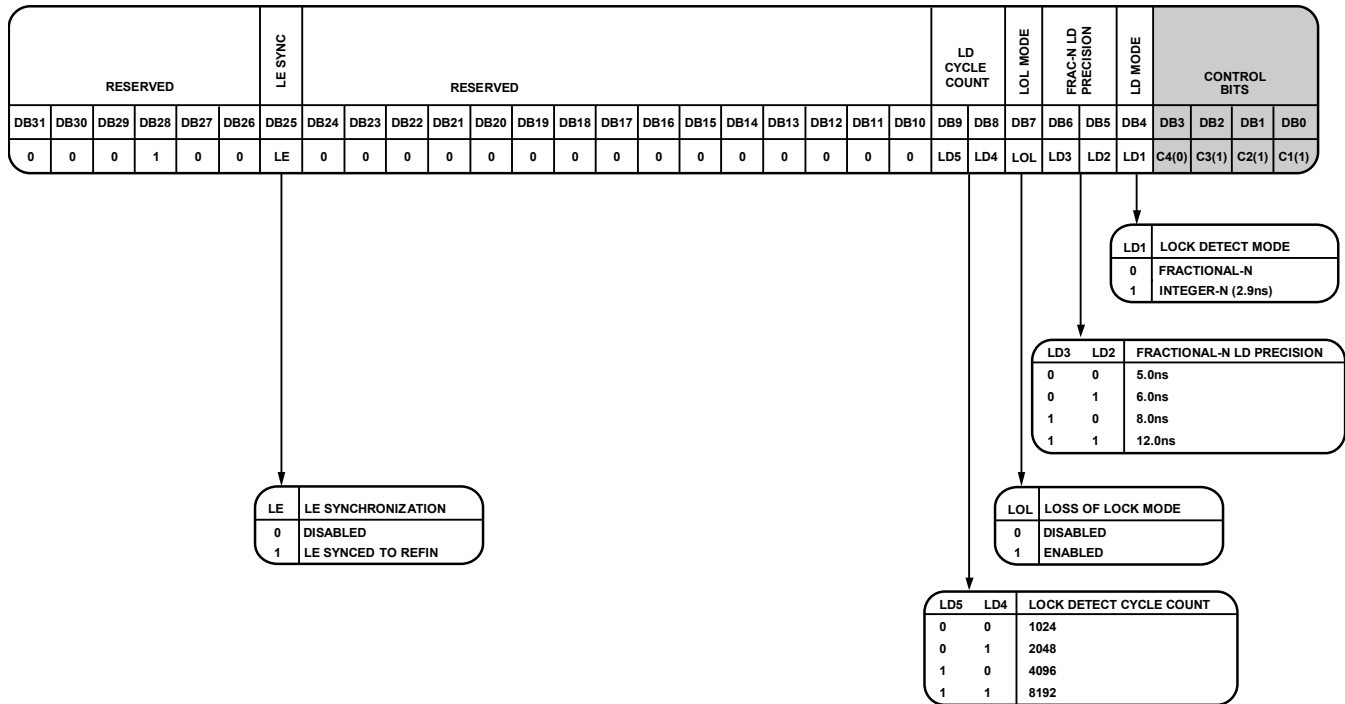 RESERVED
LE SYNC
RESERVED
LD
CYCLE
COUNT
LOL MODE
FRAC-N LD
PRECISION
LD MODE
CONTROL
BITS
DB31 DB30 DB29 DB28 DB27 DB26 DB25 DB24 DB23 DB22 DB21 DB20 DB19 DB18 DB17 DB16 DB15 DB14 DB13 DB12 DB11 DB10 DB9 DB8 DB7 DB6 DB5 DB4 DB3 DB2 DB1 DB0
0 0 0 1 0 0 LE 0 0 0 0 0 0 0 0 0 0 0 0 0 0 0 LD5 LD4 LOL LD3 LD2 LD1 C4(0) C3(1) C2(1) C1(1)
LD1 LOCK DETECT MODE
0 FRACTIONAL-N
1 INTEGER-N (2.9ns)
LD3 LD2 FRACTIONAL-N LD PRECISION
0 0 5.0ns
0 1 6.0ns
1 0 8.0ns
1 1 12.0ns
LE LE SYNCHRONIZATION
0 DISABLED
1 LE SYNCED TO REFIN
LOL LOSS OF LOCK MODE
0 DISABLED
1 ENABLED
LD5 LD4 LOCK DETECT CYCLE COUNT
0 0 1024
0 1 2048
1 0 4096
1 1 8192